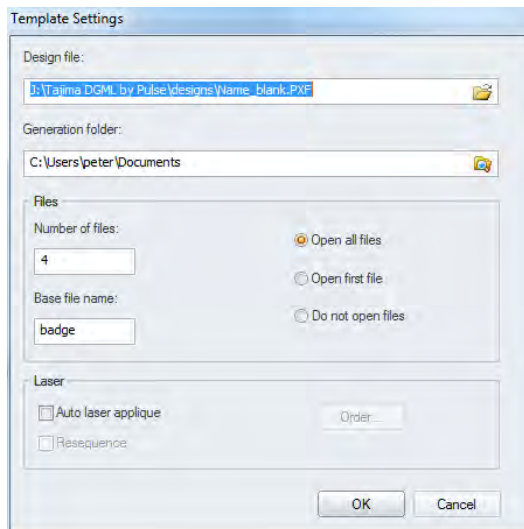 Template Settings
Design file:
J:\Tajima DGML by Pulse\designs\Name_blank.PXF
Generation folder:
C:\Users\peter\Documents
Files
Number of files:
4
Open all files
Open first file
Base file name:
Do not open files
badge
Laser
Auto laser applique
Order...
Resequence
OK
Cancel